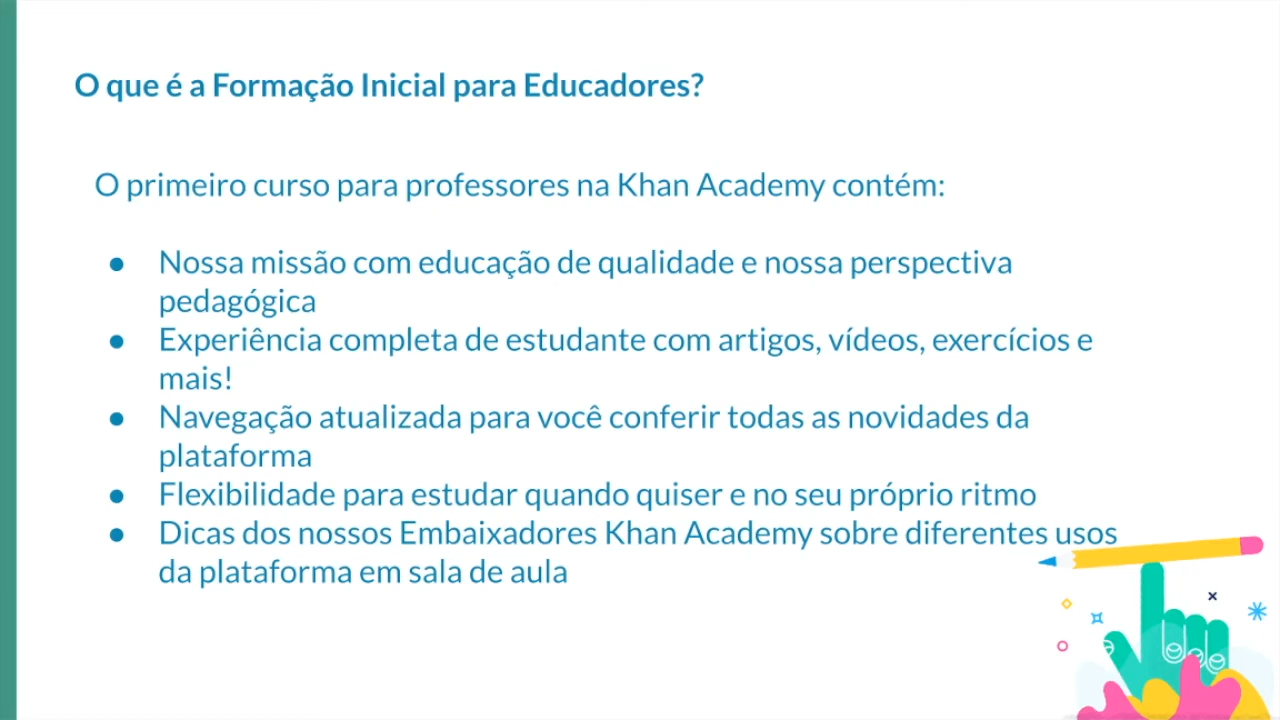 O que é a Formação Inicial para Educadores?
O primeiro curso para professores na Khan Academy contém:
● Nossa missão com educação de qualidade e nossa perspectiva
pedagógica
● Experiência completa de estudante com artigos, vídeos, exercícios e
mais!
● Navegação atualizada para você conferir todas as novidades da
plataforma
● Flexibilidade para estudar quando quiser e no seu próprio ritmo
● Dicas dos nossos Embaixadores Khan Academy sobre diferentes usos
da plataforma em sala de aula